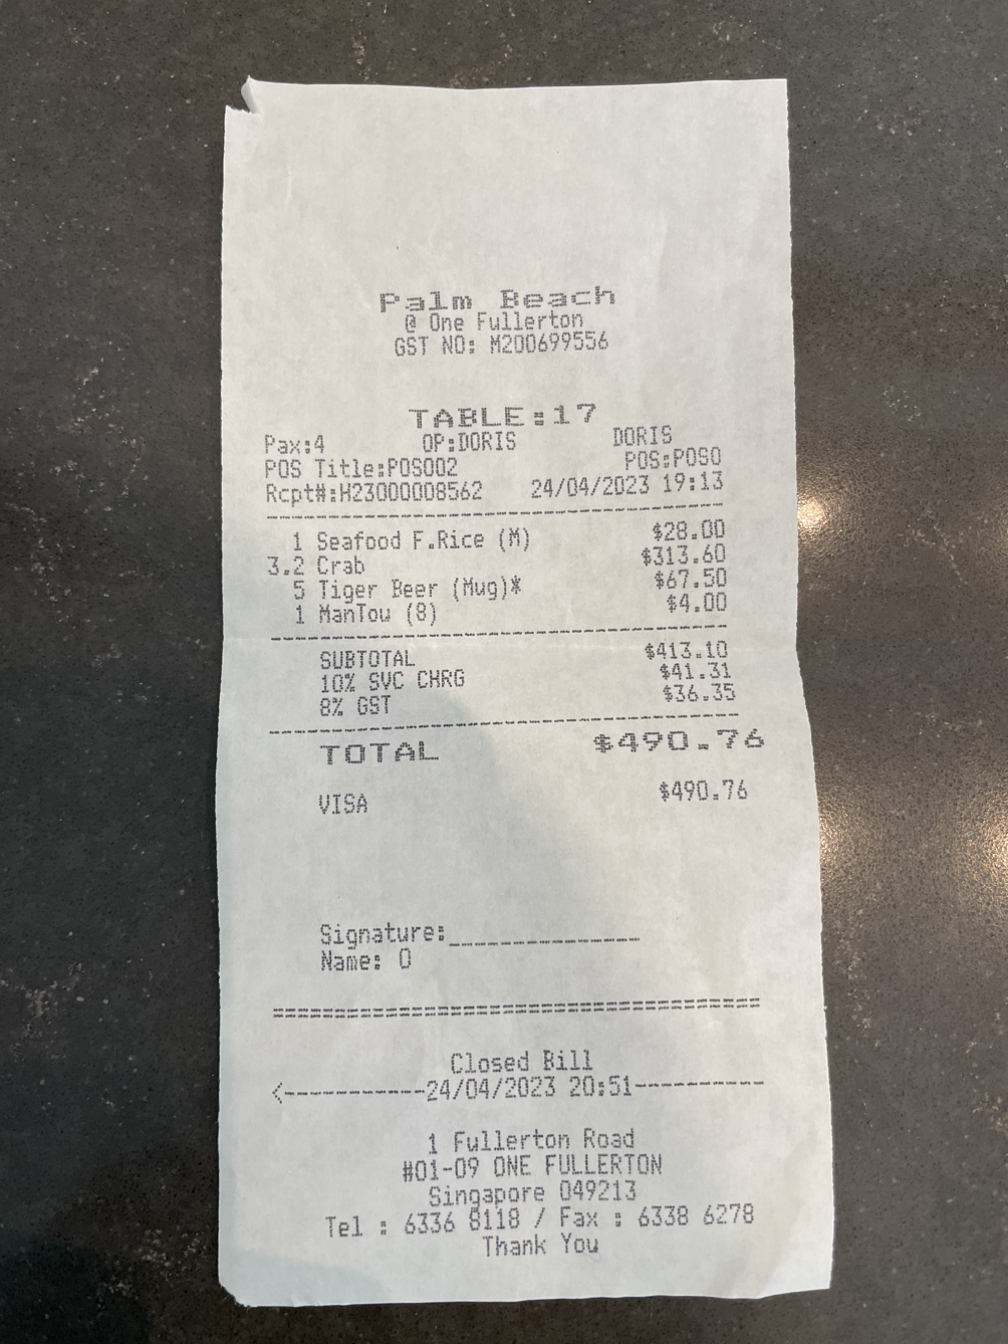 Palm Beach
@ One Fullerton
GST NO: M200699556
TABLE:17
Pax:4 OP:DORIS DORIS
POS Title:POS002 POS:POS0
Rcpt#:H23000008562 24/04/2023 19:13
1 Seafood F.Rice (M) $28.00
3.2 Crab $313.60
5 Tiger Beer (Mug)* $67.50
1 ManTou (8) $4.00
SUBTOTAL $413.10
10% SVC CHRG $41.31
8% GST $36.35
TOTAL $490.76
VISA $490.76
Signature:_______________
Name: 0
Closed Bill
<-----------24/04/2023 20:51-----------
1 Fullerton Road
#01-09 ONE FULLERTON
Singapore 049213
Tel : 6336 8118 / Fax : 6338 6278
Thank You